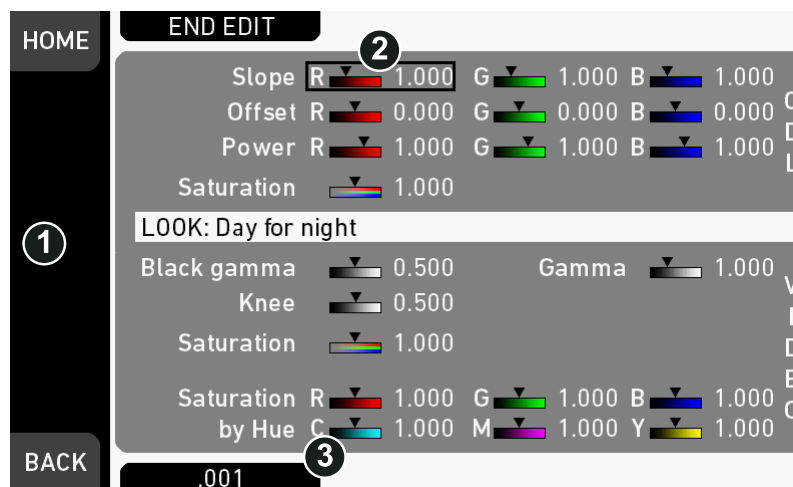 HOME
END EDIT
2
Slope R 1.000 G 1.000 B 1.000
Offset R 0.000 G 0.000 B 0.000
Power R 1.000 G 1.000 B 1.000
Saturation 1.000
C
D
L
LOOK: Day for night
1
Black gamma 0.500 Gamma 1.000
Knee 0.500
Saturation 1.000
Saturation R 1.000 G 1.000 B 1.000
by Hue C 1.000 M 1.000 Y 1.000
V
I
D
E
O
3
BACK
.001